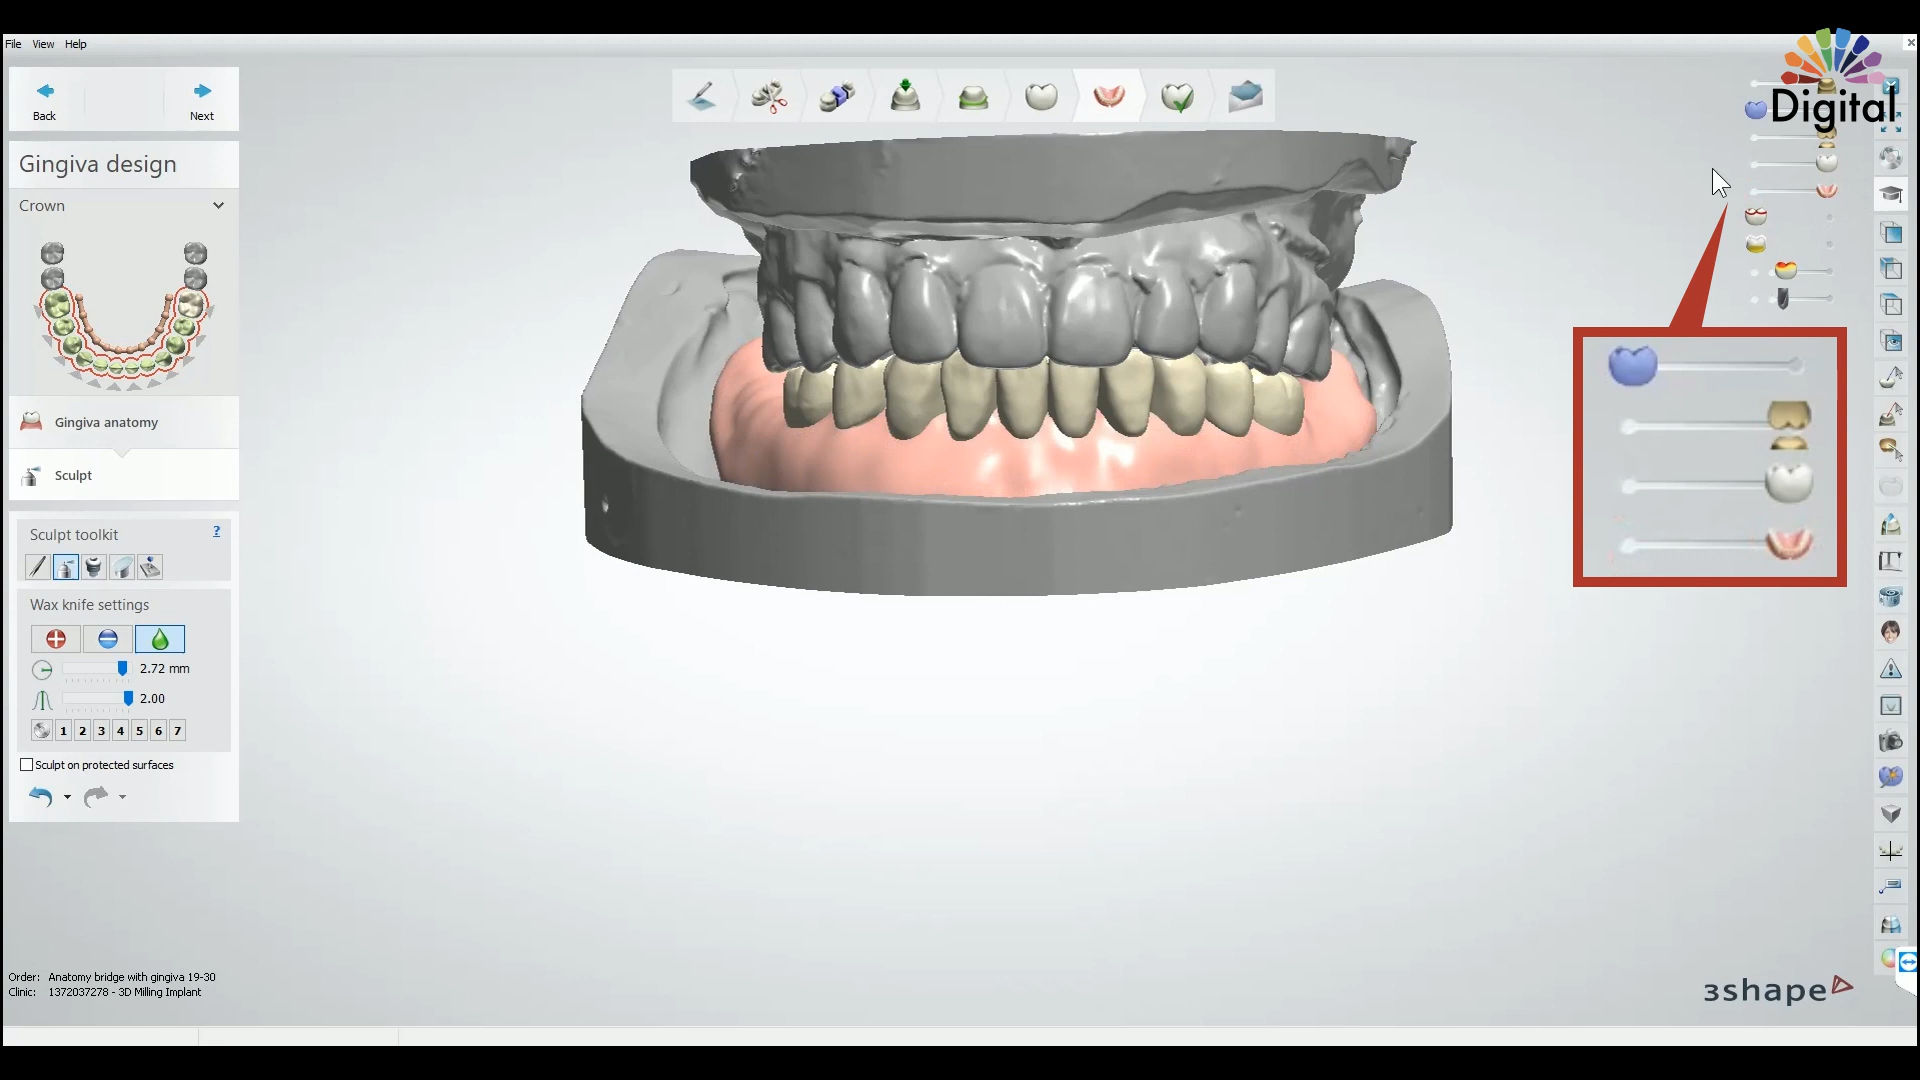 File View Help
Digital
Back
Next
Gingiva design
Crown
Gingiva anatomy
Sculpt
Sculpt toolkit
?
Wax knife settings
2.72 mm
2.00
1 2 3 4 5 6 7
Sculpt on protected surfaces
Order: Anatomy bridge with gingiva 19-30
Clinic: 1372037278 - 3D Milling Implant
3shape